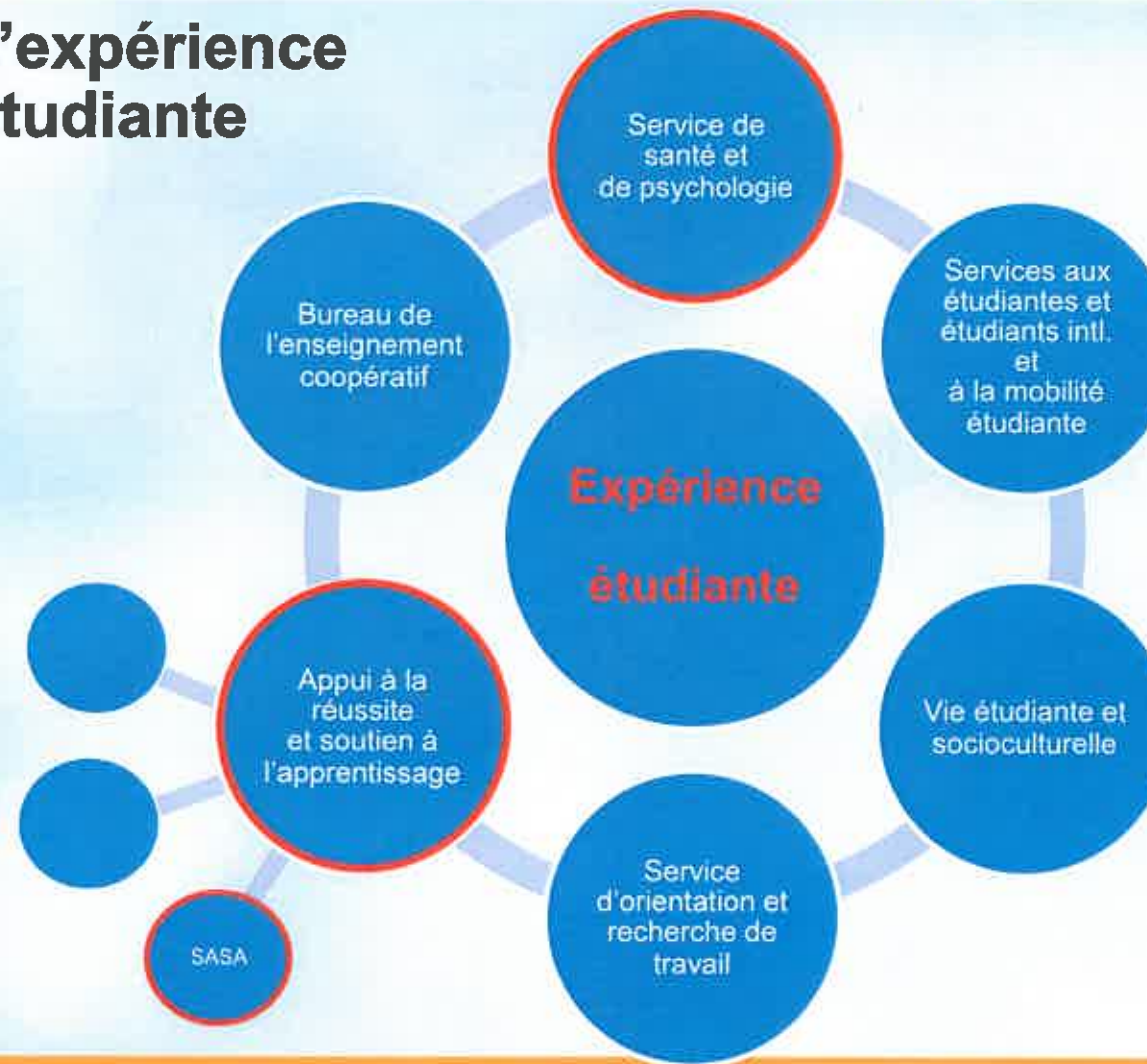 'expérience
tudiante
Service de
santé et
de psychologie
Services aux
étudiantes et
étudiants intl.
et
à la mobilité
étudiante
Vie étudiante et
socioculturelle
Service
d'orientation et
recherche de
travail
Appui à la
réussite
et soutien à
l'apprentissage
SASA
Bureau de
l'enseignement
coopératif
Expérience
étudiante